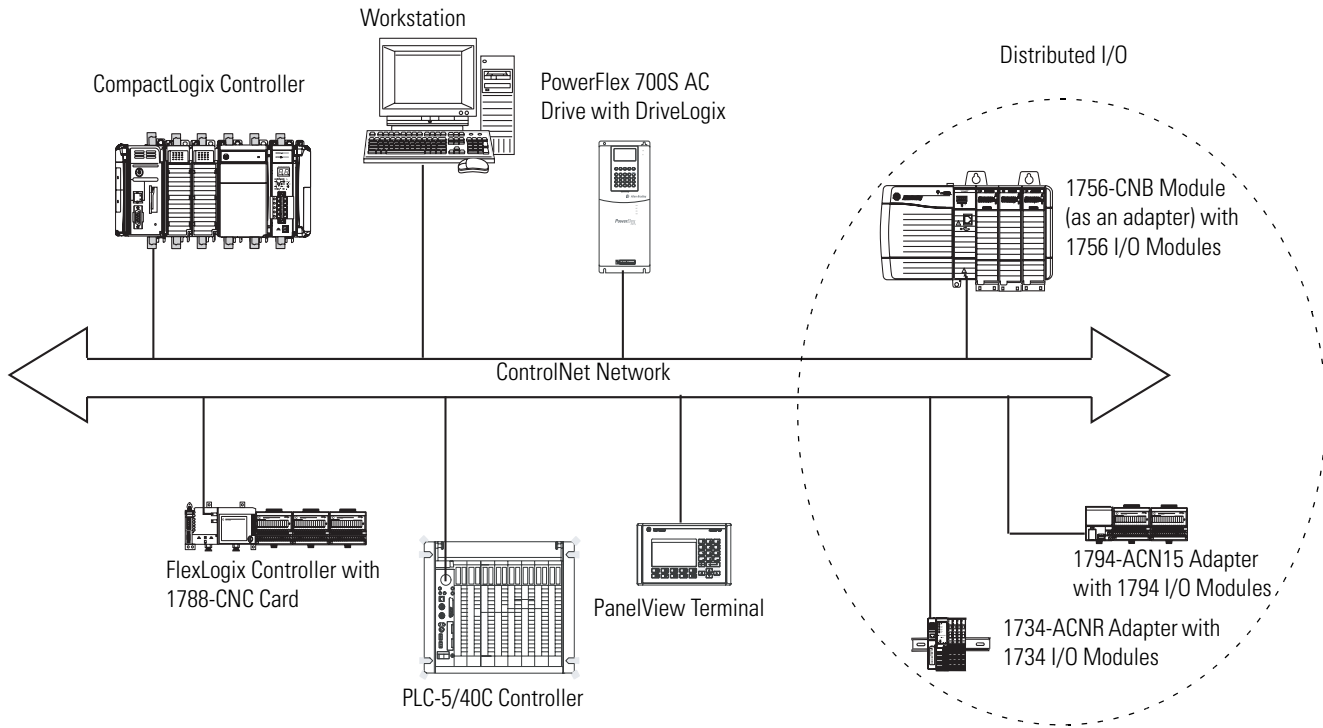 Workstation
CompactLogix Controller
PowerFlex 700S AC
Drive with DriveLogix
Distributed I/O
1756-CNB Module
(as an adapter) with
1756 I/O Modules
ControlNet Network
FlexLogix Controller with
1788-CNC Card
PLC-5/40C Controller
PanelView Terminal
1794-ACN15 Adapter
with 1794 I/O Modules
1734-ACNR Adapter with
1734 I/O Modules
PowerFlex